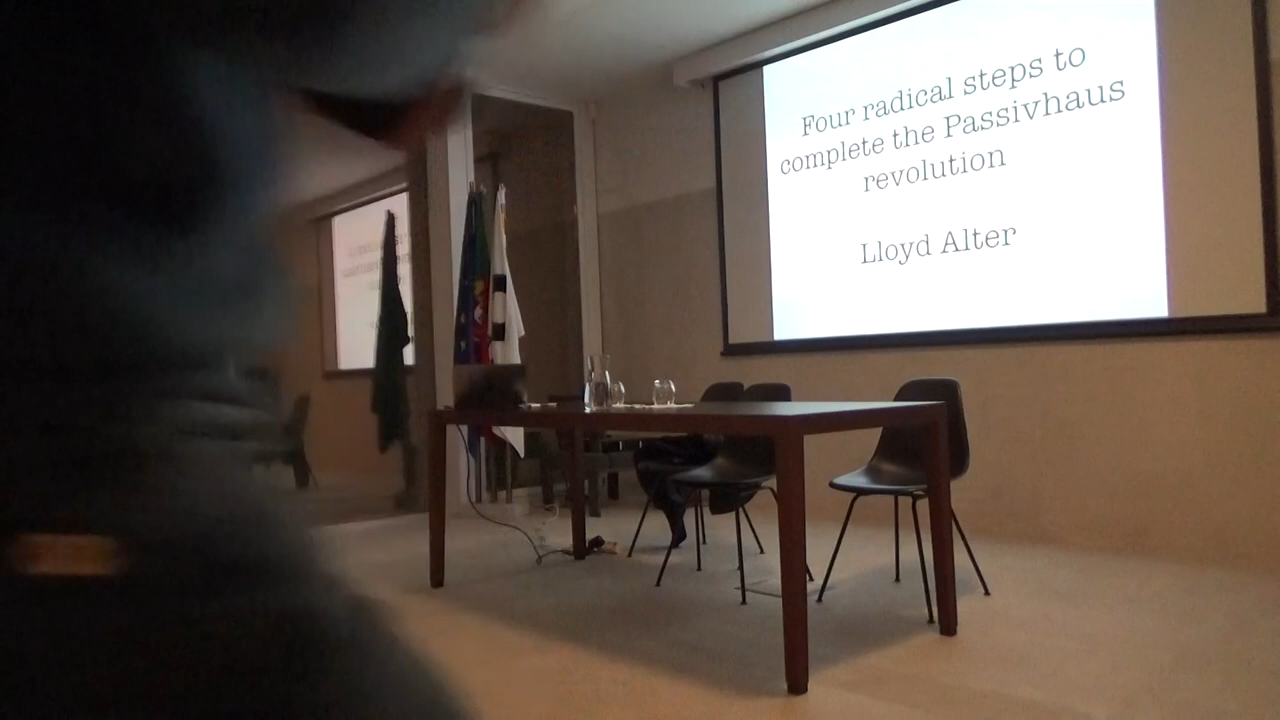 Four radical steps to
complete the Passivhaus
revolution
Lloyd Alter